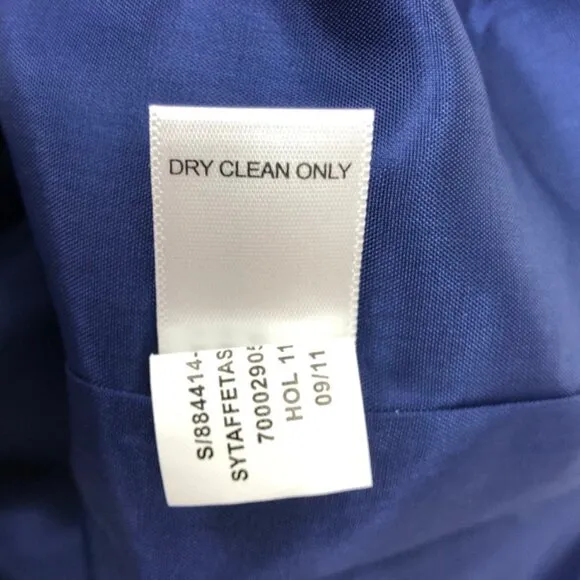 DRY CLEAN ONLY
S/884414-
SYTAFFETAS
70002905
HOL 11
09/11